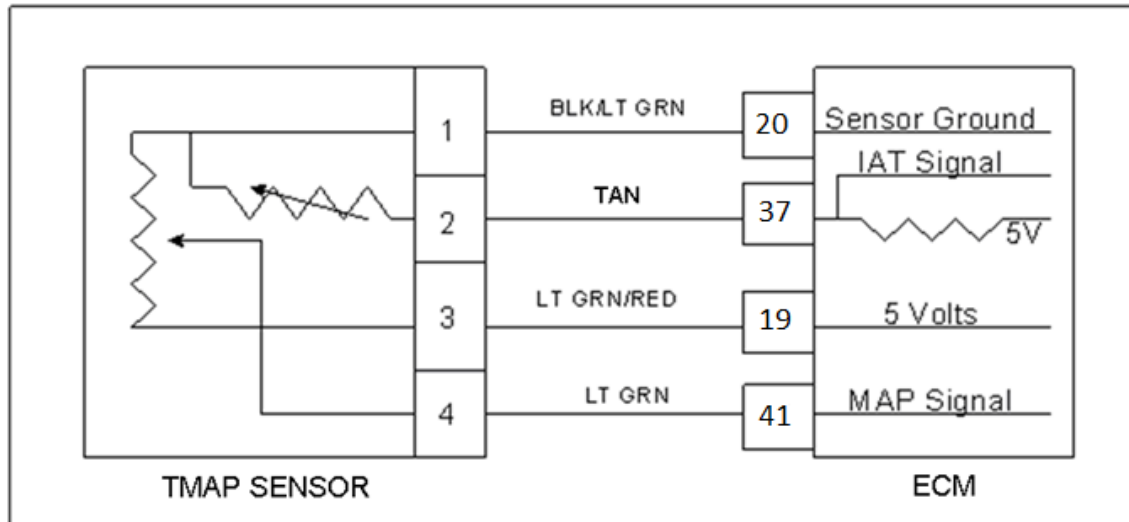 1 BLK/LT GRN 20 Sensor Ground
IAT Signal
2 TAN 37
5V
3 LT GRN/RED 19 5 Volts
4 LT GRN 41 MAP Signal
TMAP SENSOR ECM